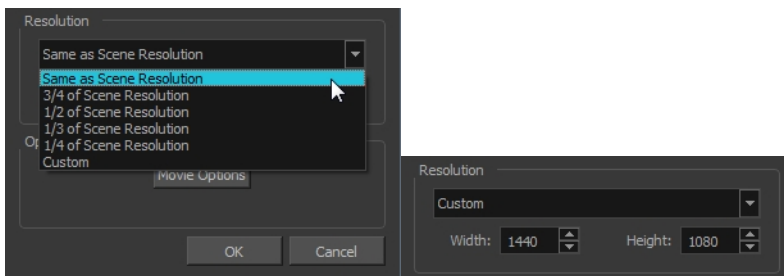 Resolution
Same as Scene Resolution
Same as Scene Resolution
3/4 of Scene Resolution
1/2 of Scene Resolution
1/3 of Scene Resolution
1/4 of Scene Resolution
Custom
Movie Options
OK Cancel
Resolution
Custom
Width: 1440 Height: 1080